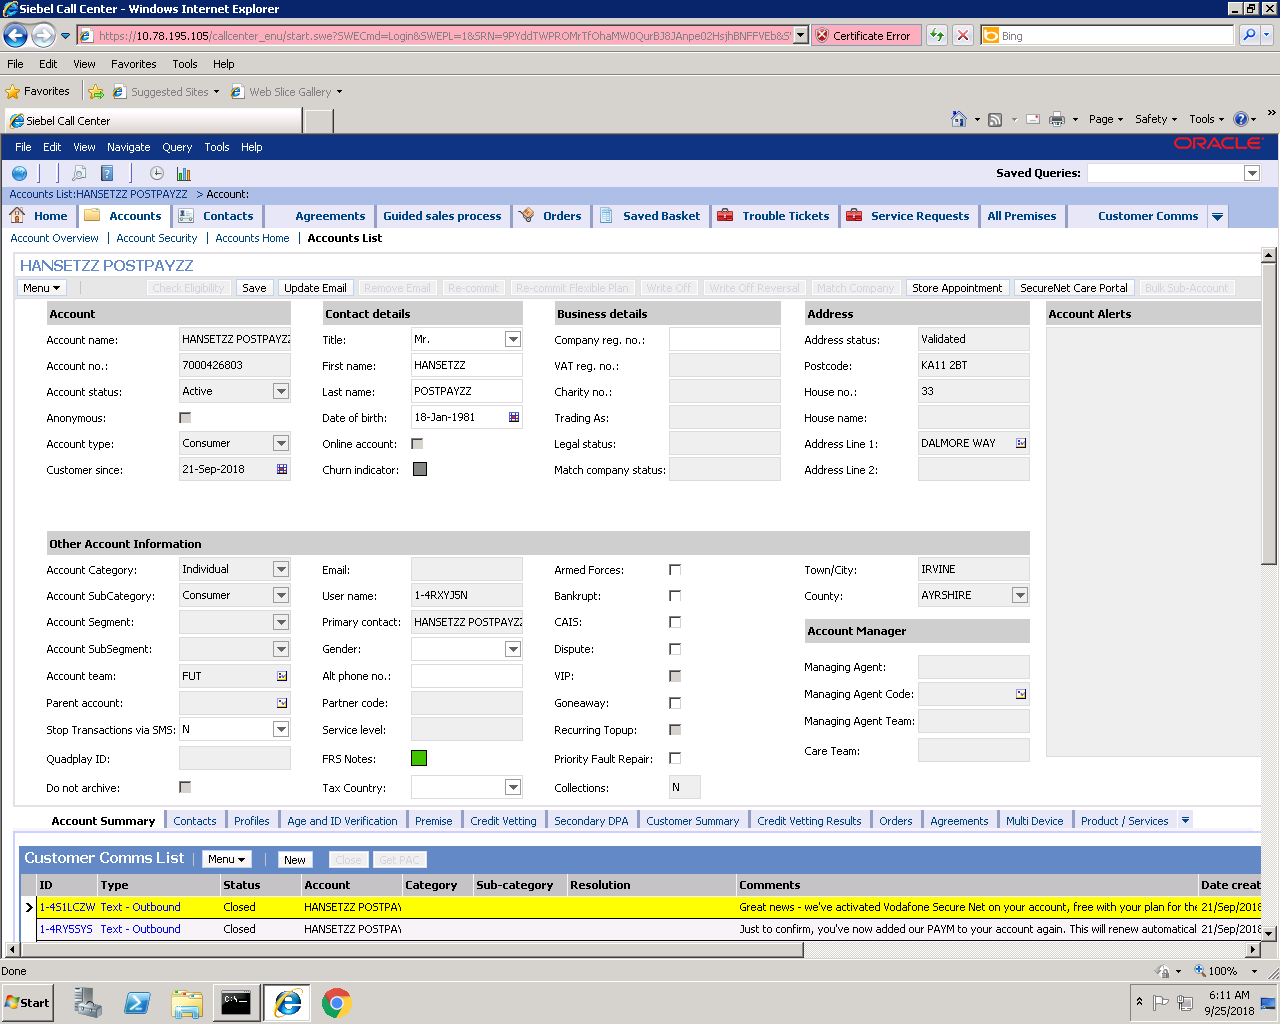 Siebel Call Center - Windows Internet Explorer
https://10.78.195.105/callcenter_enu/start.swe?SWECmd=Login&SWEPL=1&SRN=9PYddTWPROMrTfOhaMW0QurBJ8JAnpe02HsjhBNFFVEb&S Certificate Error Bing
File Edit View Favorites Tools Help
Favorites Suggested Sites Web Slice Gallery
Siebel Call Center Page Safety Tools »
File Edit View Navigate Query Tools Help ORACLE
Saved Queries:
Accounts List:HANSETZZ POSTPAYZZ > Account:
Home Accounts Contacts Agreements Guided sales process Orders Saved Basket Trouble Tickets Service Requests All Premises Customer Comms
Account Overview Account Security Accounts Home Accounts List
HANSETZZ POSTPAYZZ
Menu Check Eligibility Save Update Email Remove Email Re-commit Re-commit Flexible Plan Write Off Write Off Reversal Match Company Store Appointment SecureNet Care Portal Bulk Sub-Account
Account Contact details Business details Address Account Alerts
Account name: HANSETZZ POSTPAYZZ Title: Mr. Company reg. no.: Address status: Validated
Account no.: 7000426803 First name: HANSETZZ VAT reg. no.: Postcode: KA11 2BT
Account status: Active Last name: POSTPAYZZ Charity no.: House no.: 33
Anonymous: Date of birth: 18-Jan-1981 Trading As: House name:
Account type: Consumer Online account: Legal status: Address Line 1: DALMORE WAY
Customer since: 21-Sep-2018 Churn indicator: Match company status: Address Line 2:
Other Account Information
Account Category: Individual Email: Armed Forces: Town/City: IRVINE
Account SubCategory: Consumer User name: 1-4RXYJ5N Bankrupt: County: AYRSHIRE
Account Segment: Primary contact: HANSETZZ POSTPAYZZ CAIS:
Account Manager
Account SubSegment: Gender: Dispute:
Managing Agent:
Account team: FUT Alt phone no.: VIP:
Managing Agent Code:
Parent account: Partner code: Goneaway:
Managing Agent Team:
Stop Transactions via SMS: N Service level: Recurring Topup:
Care Team:
Quadplay ID: FRS Notes: Priority Fault Repair:
Do not archive: Tax Country: Collections: N
Account Summary Contacts Profiles Age and ID Verification Premise Credit Vetting Secondary DPA Customer Summary Credit Vetting Results Orders Agreements Multi Device Product / Services
Customer Comms List Menu New Close Get PAC
ID Type Status Account Category Sub-category Resolution Comments Date creat
1-4S1LCZW Text - Outbound Closed HANSETZZ POSTPAY Great news - we've activated Vodafone Secure Net on your account, free with your plan for the 21/Sep/2018
1-4RY5SYS Text - Outbound Closed HANSETZZ POSTPAY Just to confirm, you've now added our PAYM to your account again. This will renew automatical 21/Sep/2018
Done 100%
Start 6:11 AM
9/25/2018